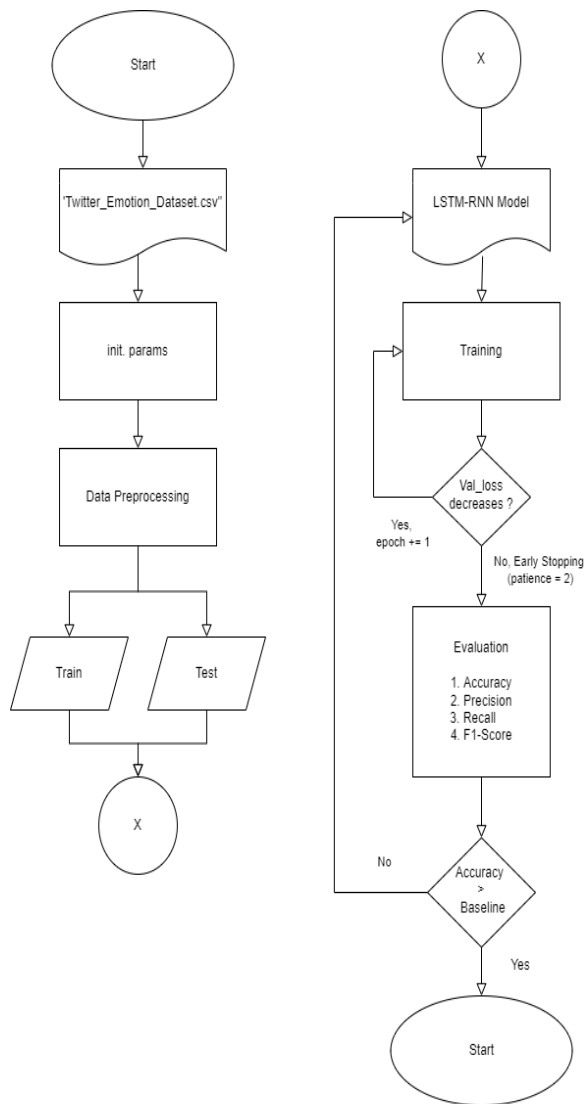 Start
'Twitter_Emotion_Dataset.csv"
init. params
Data Preprocessing
Train
Test
X
X
LSTM-RNN Model
Training
Val_loss
decreases ?
Yes,
epoch += 1
No, Early Stopping
(patience = 2)
Evaluation
1. Accuracy
2. Precision
3. Recall
4. F1-Score
Accuracy
>
Baseline
No
Yes
Start